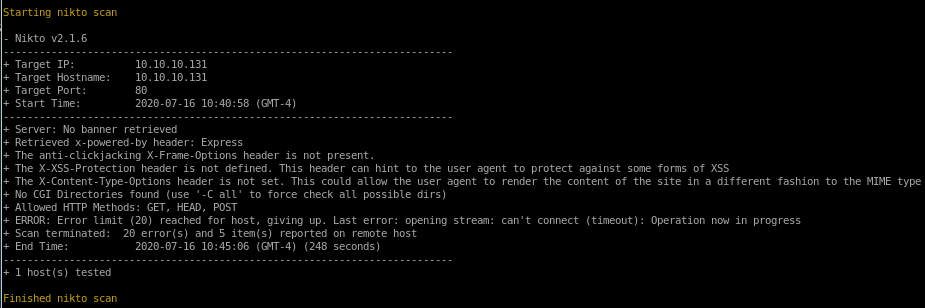 Starting nikto scan
- Nikto v2.1.6
---------------------------------------------------------------------------
+ Target IP:          10.10.10.131
+ Target Hostname:    10.10.10.131
+ Target Port:        80
+ Start Time:         2020-07-16 10:40:58 (GMT-4)
---------------------------------------------------------------------------
+ Server: No banner retrieved
+ Retrieved x-powered-by header: Express
+ The anti-clickjacking X-Frame-Options header is not present.
+ The X-XSS-Protection header is not defined. This header can hint to the user agent to protect against some forms of XSS
+ The X-Content-Type-Options header is not set. This could allow the user agent to render the content of the site in a different fashion to the MIME type
+ No CGI Directories found (use '-C all' to force check all possible dirs)
+ Allowed HTTP Methods: GET, HEAD, POST
+ ERROR: Error limit (20) reached for host, giving up. Last error: opening stream: can't connect (timeout): Operation now in progress
+ Scan terminated:  20 error(s) and 5 item(s) reported on remote host
+ End Time:           2020-07-16 10:45:06 (GMT-4) (248 seconds)
---------------------------------------------------------------------------
+ 1 host(s) tested
Finished nikto scan